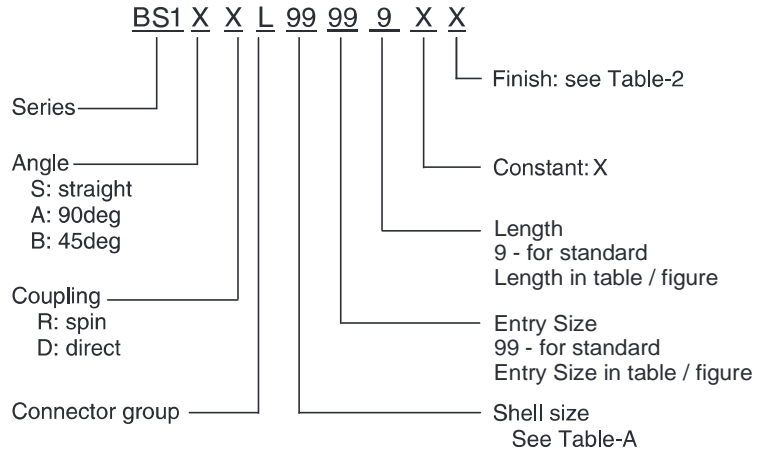 BS1 X X L 99 99 9 X X
Finish: see Table-2
Series
Angle
S: straight
A: 90deg
B: 45deg
Constant: X
Length
9 - for standard
Length in table / figure
Coupling
R: spin
D: direct
Entry Size
99 - for standard
Entry Size in table / figure
Connector group
Shell size
See Table-A